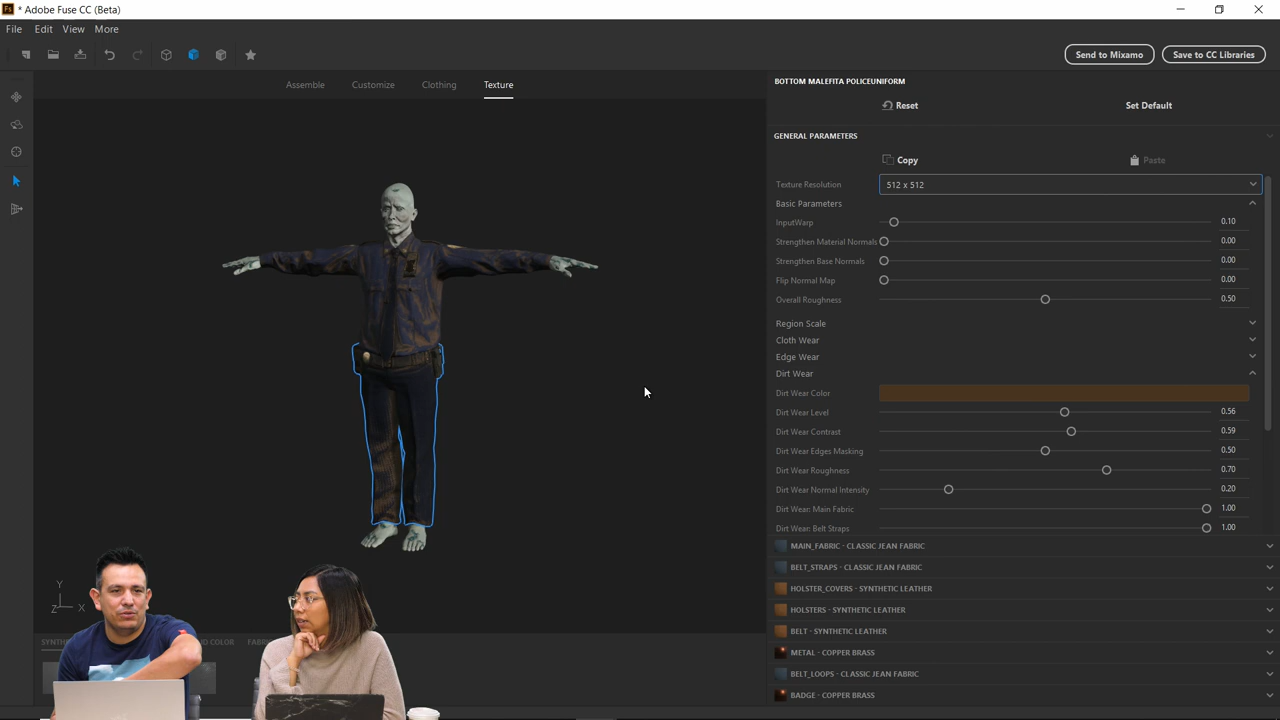 Fs * Adobe Fuse CC (Beta)
File Edit View More
Send to Mixamo Save to CC Libraries
Assemble Customize Clothing Texture
BOTTOM MALEFITA POLICEUNIFORM
Reset Set Default
GENERAL PARAMETERS
Copy Paste
Texture Resolution 512 x 512
Basic Parameters
InputWarp 0.10
Strengthen Material Normals 0.00
Strengthen Base Normals 0.00
Flip Normal Map 0.00
Overall Roughness 0.50
Region Scale
Cloth Wear
Edge Wear
Dirt Wear
Dirt Wear Color
Dirt Wear Level 0.56
Dirt Wear Contrast 0.59
Dirt Wear Edges Masking 0.50
Dirt Wear Roughness 0.70
Dirt Wear Normal Intensity 0.20
Dirt Wear: Main Fabric 1.00
Dirt Wear: Belt Straps 1.00
MAIN_FABRIC - CLASSIC JEAN FABRIC
BELT_STRAPS - CLASSIC JEAN FABRIC
HOLSTER_COVERS - SYNTHETIC LEATHER
HOLSTERS - SYNTHETIC LEATHER
BELT - SYNTHETIC LEATHER
METAL - COPPER BRASS
BELT_LOOPS - CLASSIC JEAN FABRIC
BADGE - COPPER BRASS
Y
Z X
COLOR